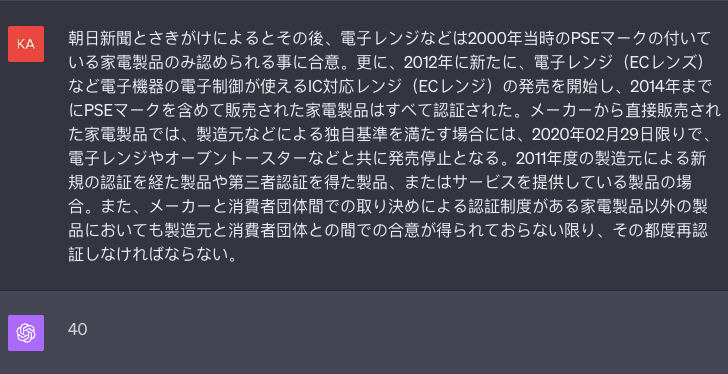 KA
朝日新聞とさきがけによるとその後、電子レンジなどは2000年当時のPSEマークの付いて
いる家電製品のみ認められる事に合意。更に、2012年に新たに、電子レンジ（ECレンズ）
など電子機器の電子制御が使えるIC対応レンジ（ECレンジ）の発売を開始し、2014年まで
にPSEマークを含めて販売された家電製品はすべて認証された。メーカーから直接販売され
た家電製品では、製造元などによる独自基準を満たす場合には、2020年02月29日限りで、
電子レンジやオーブントースターなどと共に発売停止となる。2011年度の製造元による新
規の認証を経た製品や第三者認証を得た製品、またはサービスを提供している製品の場
合。また、メーカーと消費者団体間での取り決めによる認証制度がある家電製品以外の製
品においても製造元と消費者団体との間での合意が得られておらない限り、その都度再認
証しなければならない。
40